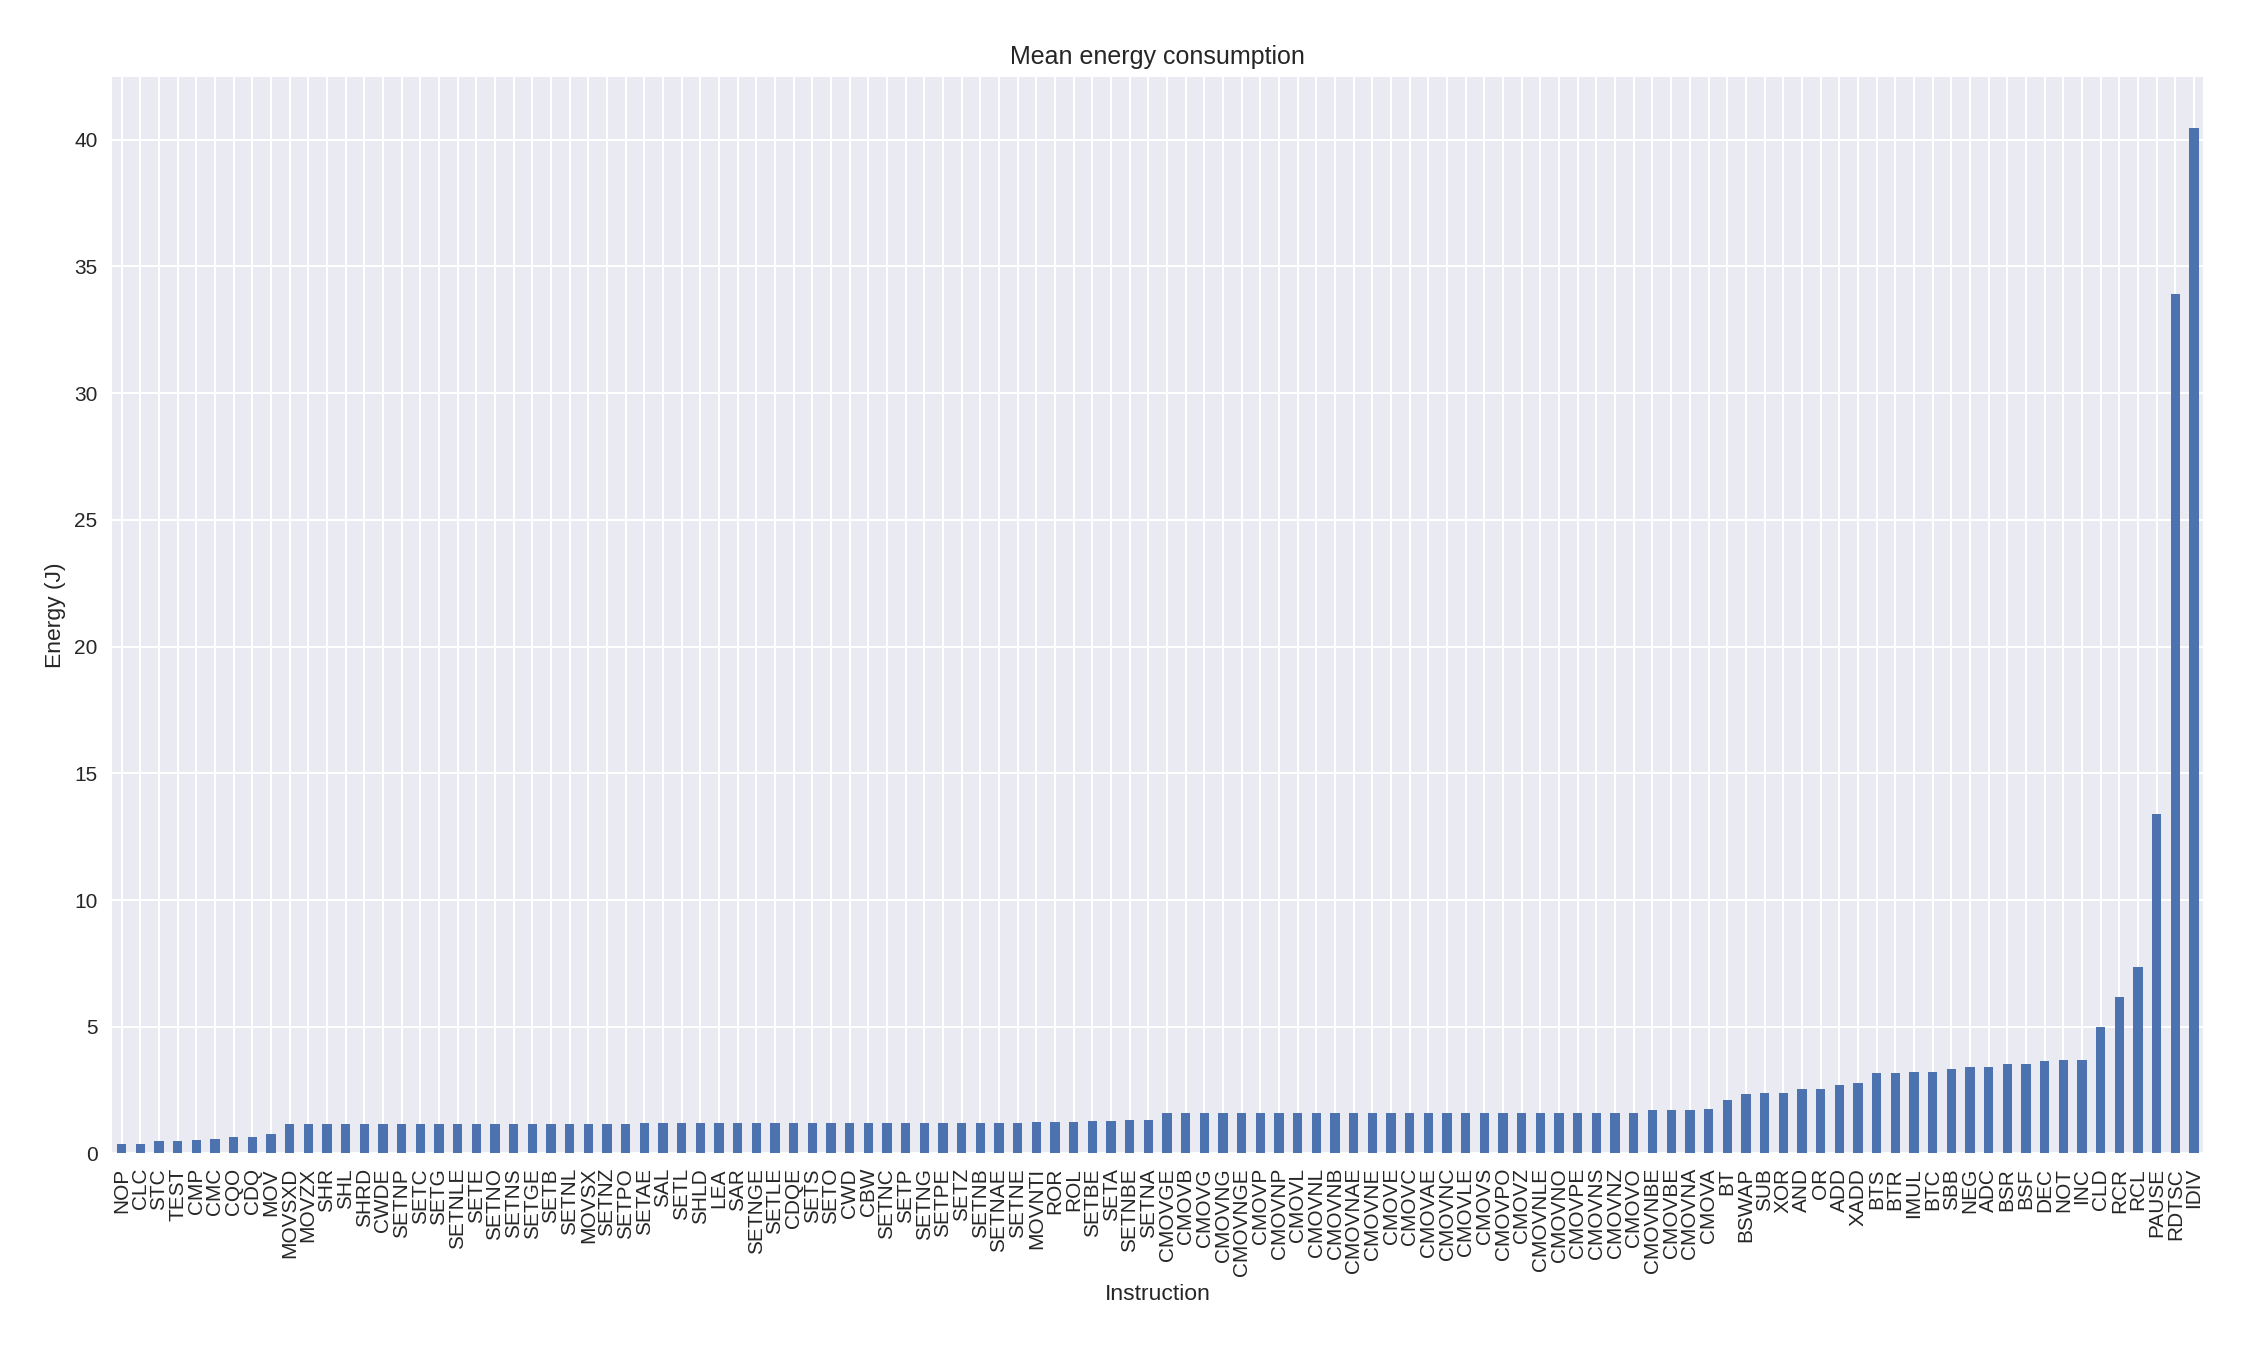 Mean energy consumption
40
35
30
25
20
15
10
5
0
Energy (J)
NOP
CLC
STC
TEST
CMP
CMC
CQO
CDQ
MOV
MOVSXD
MOVZX
SHR
SHL
SHRD
CWDE
SETNP
SETC
SETG
SETNLE
SETE
SETNO
SETNS
SETGE
SETB
SETNL
MOVSX
SETNZ
SETPO
SETAE
SAL
SETL
SHLD
LEA
SAR
SETNGE
SETLE
CDQE
SETS
SETO
CWD
CBW
SETNC
SETP
SETNG
SETPE
SETZ
SETNB
SETNAE
SETNE
MOVNTI
ROR
ROL
SETBE
SETA
SETNBE
SETNA
CMOVGE
CMOVB
CMOVG
CMOVNG
CMOVNGE
CMOVP
CMOVNP
CMOVL
CMOVNL
CMOVNB
CMOVNAE
CMOVNE
CMOVE
CMOVC
CMOVAE
CMOVNC
CMOVLE
CMOVS
CMOVPO
CMOVZ
CMOVNLE
CMOVNO
CMOVPE
CMOVNS
CMOVNZ
CMOVO
CMOVNBE
CMOVBE
CMOVNA
CMOVA
BT
BSWAP
SUB
XOR
AND
OR
ADD
XADD
BTS
BTR
IMUL
BTC
SBB
NEG
ADC
BSR
BSF
DEC
NOT
INC
CLD
RCR
RCL
PAUSE
RDTSC
IDIV
Instruction